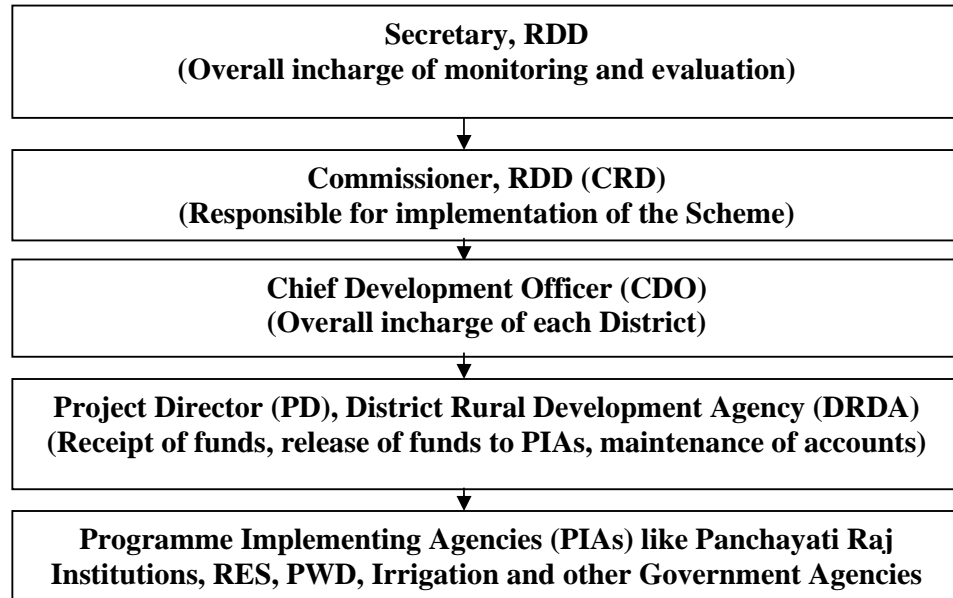 Secretary, RDD
(Overall incharge of monitoring and evaluation)
Commissioner, RDD (CRD)
(Responsible for implementation of the Scheme)
Chief Development Officer (CDO)
(Overall incharge of each District)
Project Director (PD), District Rural Development Agency (DRDA)
(Receipt of funds, release of funds to PIAs, maintenance of accounts)
Programme Implementing Agencies (PIAs) like Panchayati Raj
Institutions, RES, PWD, Irrigation and other Government Agencies